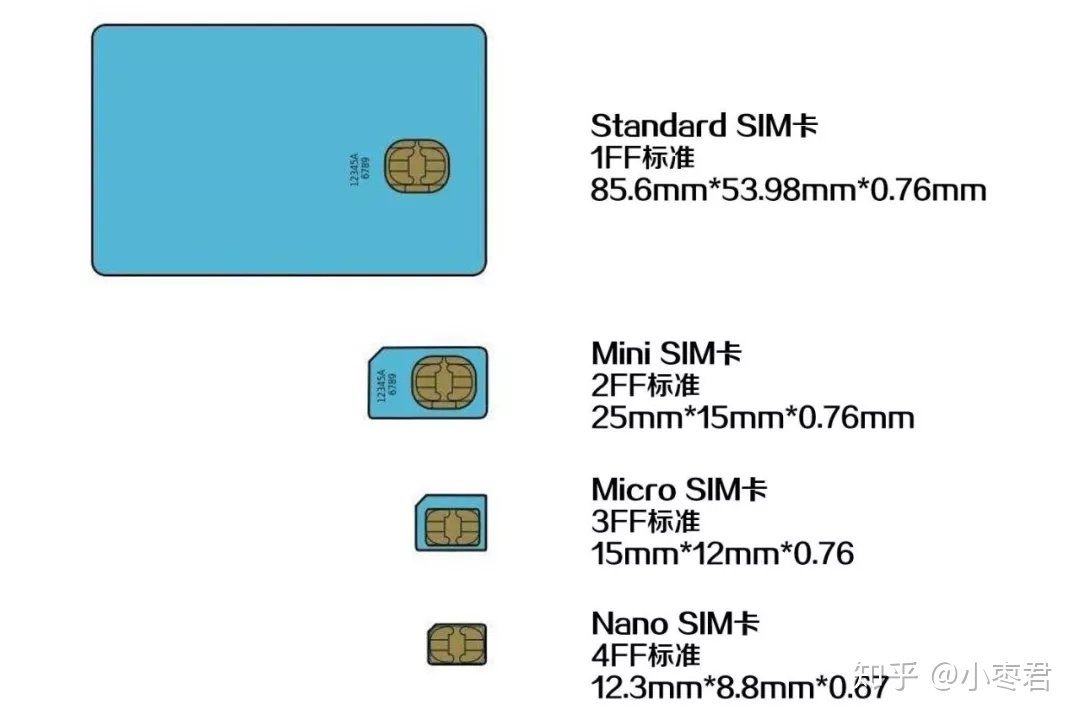 Standard SIM卡
1FF标准
85.6mm*53.98mm*0.76mm
12345A
6789
Mini SIM卡
2FF标准
25mm*15mm*0.76mm
12345A
6789
Micro SIM卡
3FF标准
15mm*12mm*0.76
Nano SIM卡
4FF标准
12.3mm*8.8mm*0.67
知乎 @小枣君